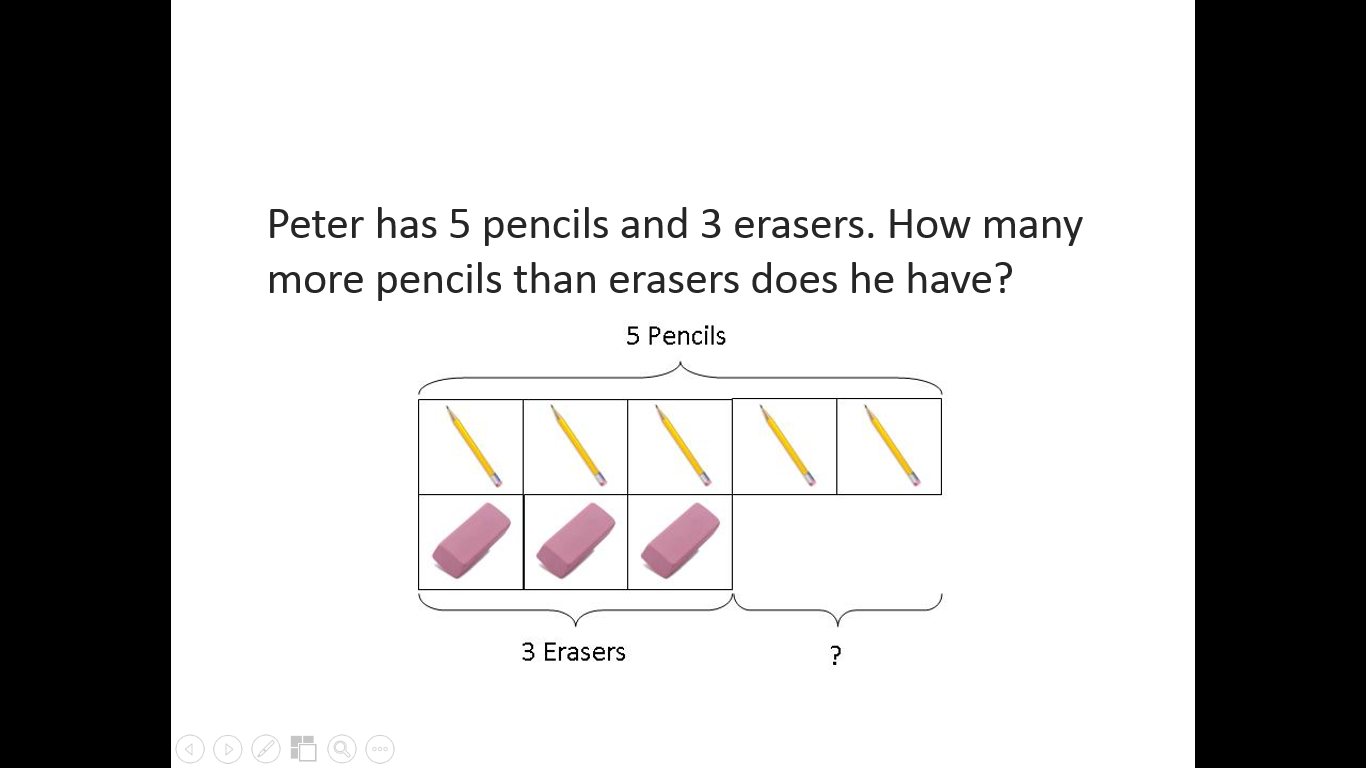 Peter has 5 pencils and 3 erasers. How many
more pencils than erasers does he have?
5 Pencils
3 Erasers
?